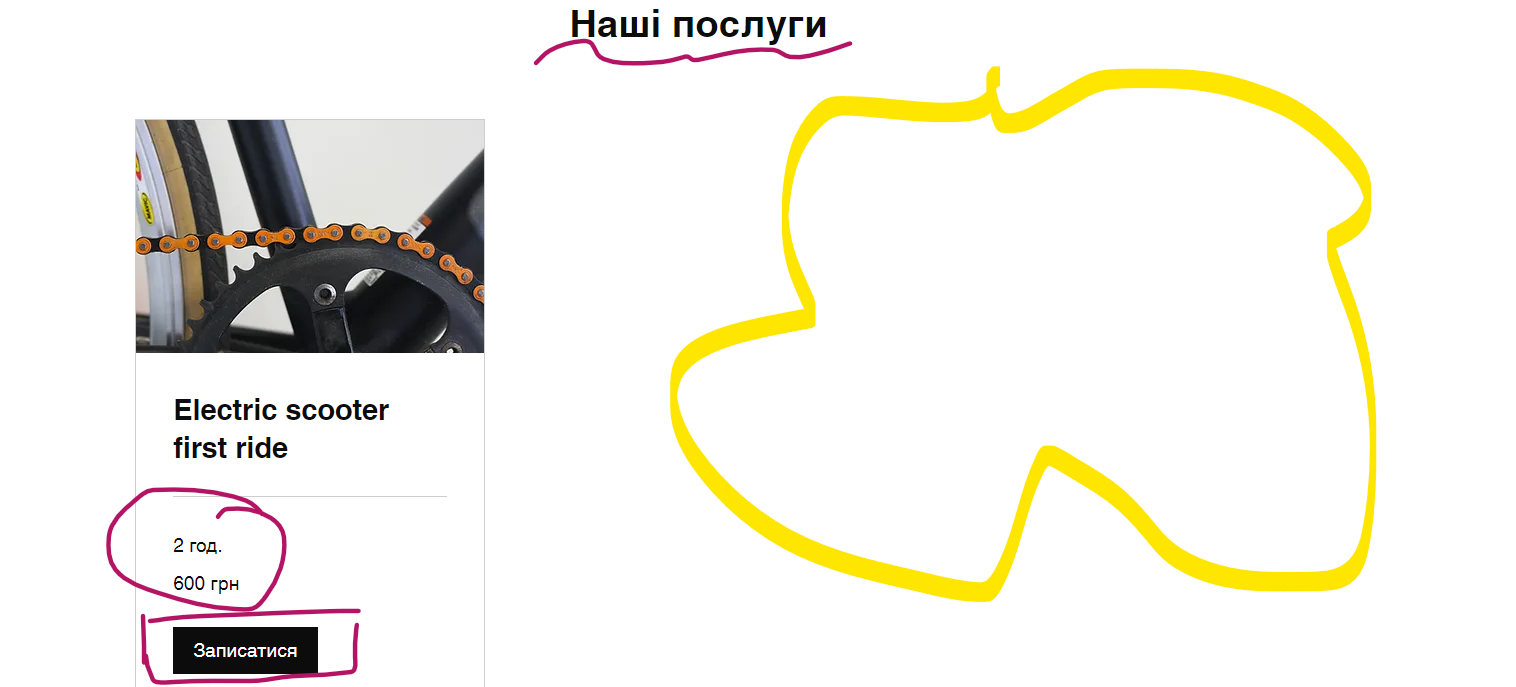 Наші послуги
Electric scooter
first ride
2 год.
600 грн
Записатися